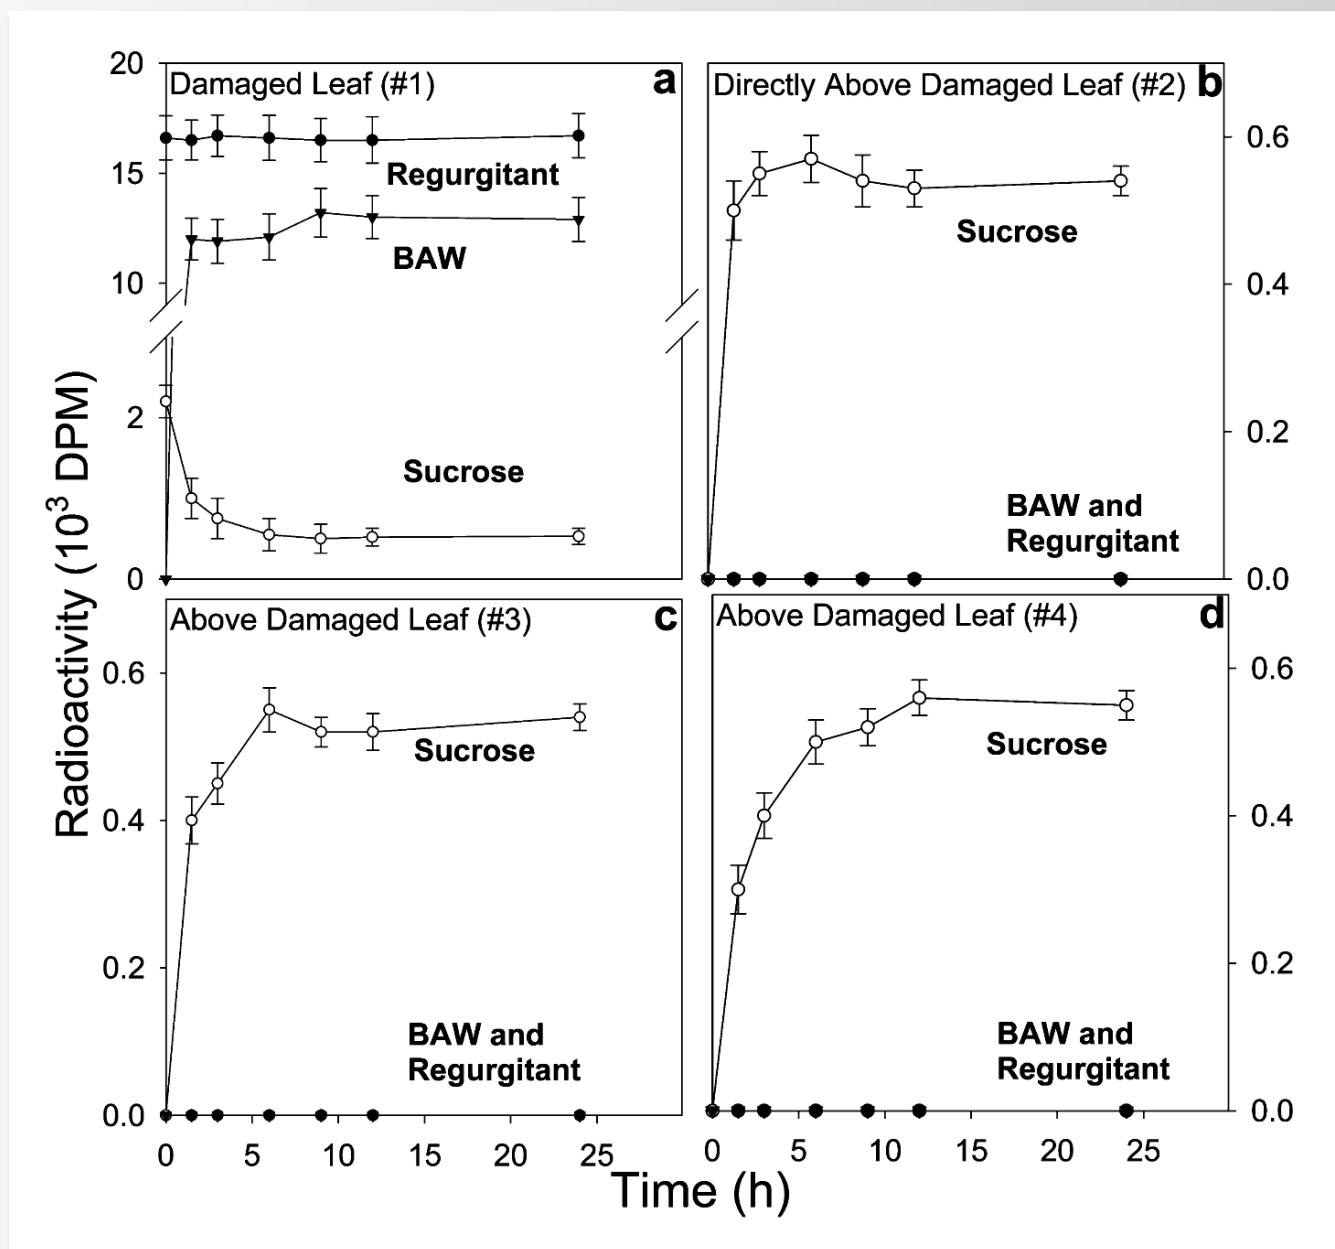 Damaged Leaf (#1)
a
20
15
10
2
0
Regurgitant
BAW
Sucrose
Directly Above Damaged Leaf (#2)
b
0.6
0.4
0.2
0.0
Sucrose
BAW and
Regurgitant
Radioactivity (10³ DPM)
Above Damaged Leaf (#3)
c
0.6
0.4
0.2
0.0
Sucrose
BAW and
Regurgitant
0 5 10 15 20 25
Above Damaged Leaf (#4)
d
0.6
0.4
0.2
0.0
Sucrose
BAW and
Regurgitant
0 5 10 15 20 25
Time (h)